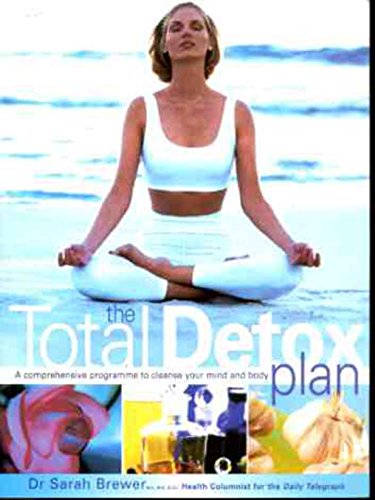 the
Total Detox
A comprehensive programme to cleanse your mind and body
plan
Dr Sarah Brewer
Health Columnist for the Daily Telegraph